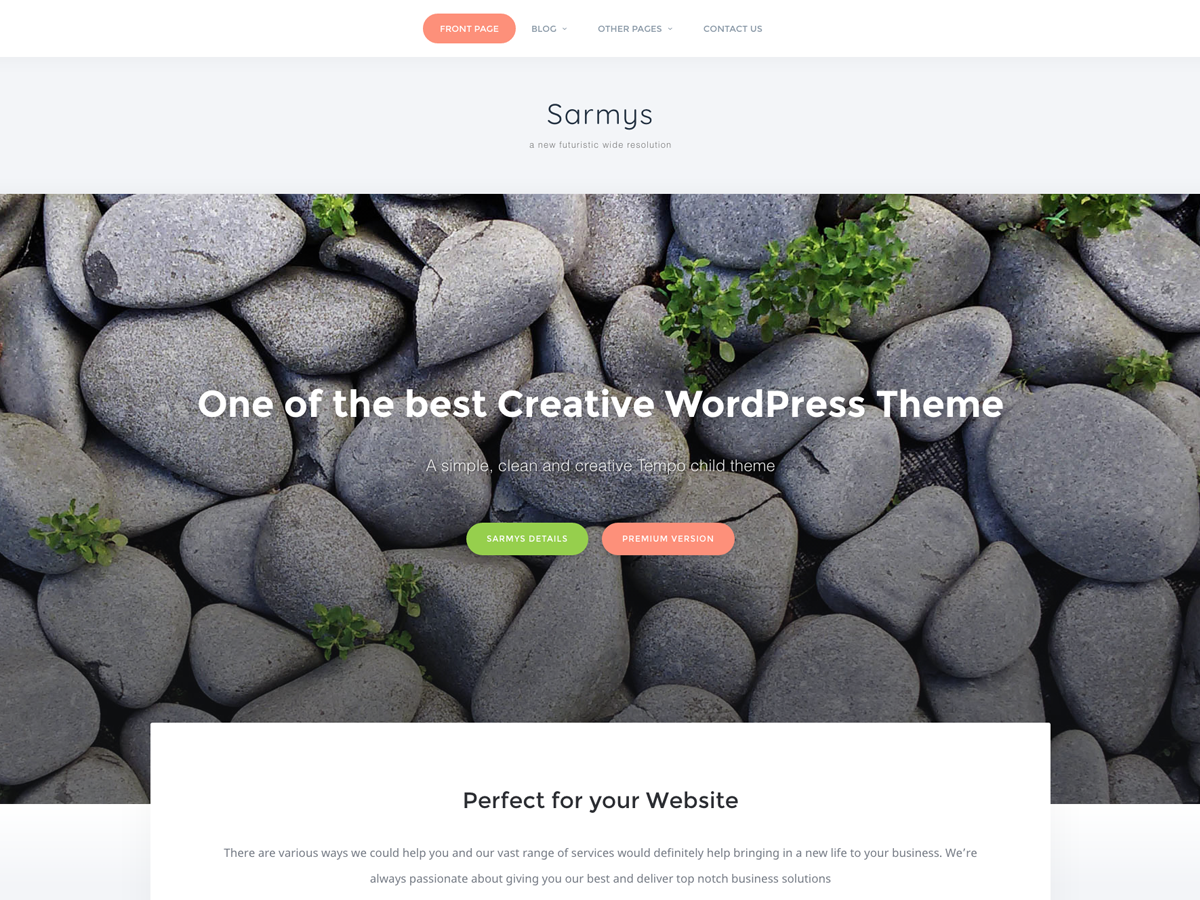 FRONT PAGE BLOG OTHER PAGES CONTACT US
Sarmys
a new futuristic wide resolution
One of the best Creative WordPress Theme
A simple, clean and creative Tempo child theme
SARMYS DETAILS PREMIUM VERSION
Perfect for your Website
There are various ways we could help you and our vast range of services would definitely help bringing in a new life to your business. We're
always passionate about giving you our best and deliver top notch business solutions